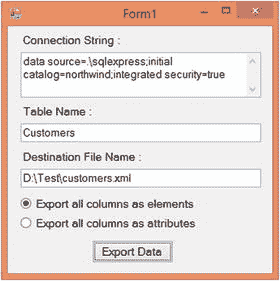 Form1
Connection String :
data source=.\sqlexpress;initial
catalog=northwind;integrated security=true
Table Name :
Customers
Destination File Name :
D:\Test\customers.xml
Export all columns as elements
Export all columns as attributes
Export Data